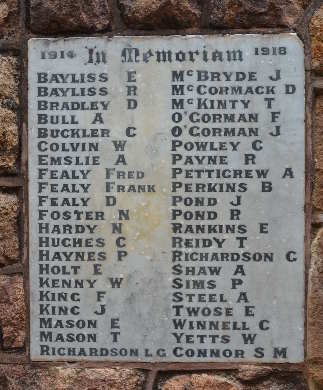 1914 In Memoriam 1918
BAYLISS E
BAYLISS R
BRADLEY D
BULL A
BUCKLER C
COLVIN W
EMSLIE A
FEALY FRED
FEALY FRANK
FEALY D
FOSTER N
HARDY N
HUGHES C
HAYNES P
HOLT E
KENNY W
KING F
KING J
MASON E
MASON T
RICHARDSON L.G
McBRYDE J
McCORMACK D
McKINTY T
O'GORMAN F
O'GORMAN J
POWLEY C
PAYNE R
PETTICREW A
PERKINS B
POND J
POND R
RANKINS E
REIDY T
RICHARDSON G
SHAW A
SIMS P
STEEL A
TWOSE E
WINNELL C
YETTS W
CONNOR S M